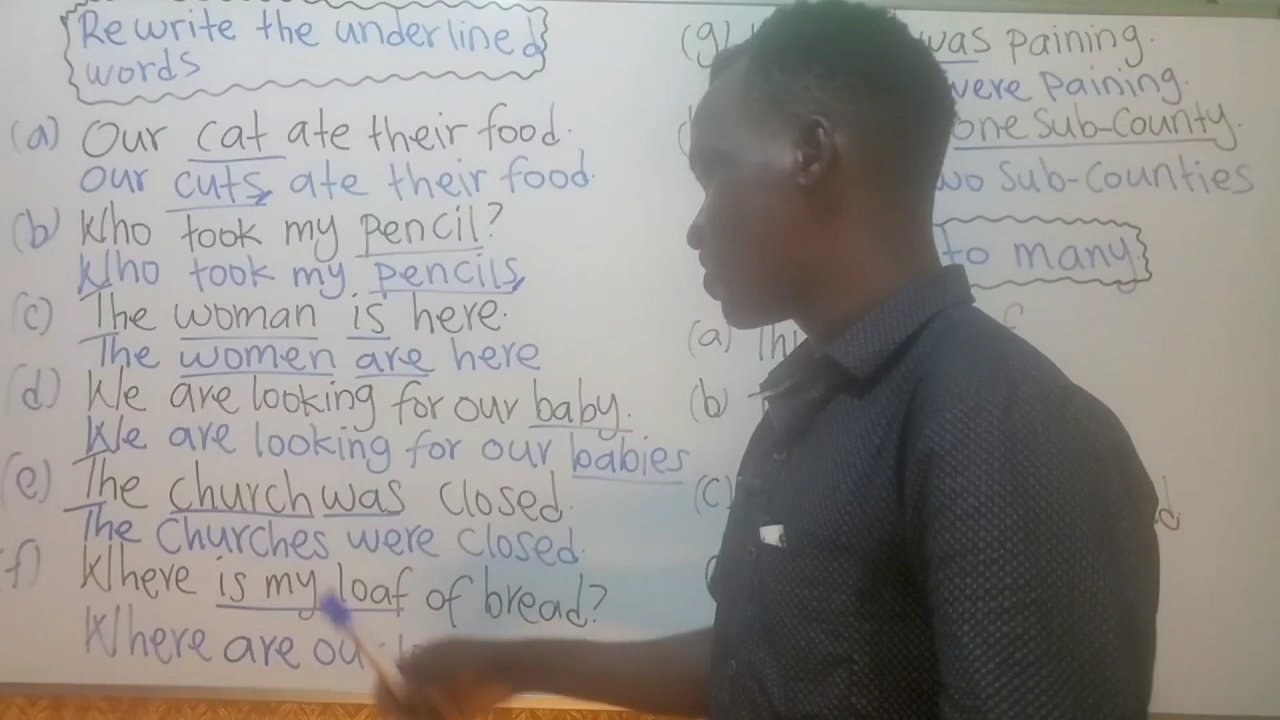 Rewrite the underlined
words
(a) Our cat ate their food.
Our cuts, ate their food.
(b) Who took my pencil?
Who took my pencils,
(c) The woman is here.
The women are here
(d) We are looking for our baby.
We are looking for our babies
(e) The church was closed.
The Churches were closed.
f) Where is my loaf of bread?
Where are
(g) was paining.
were paining.
one Sub-County.
Sub-Counties
to many
(a)
(b)
(c)